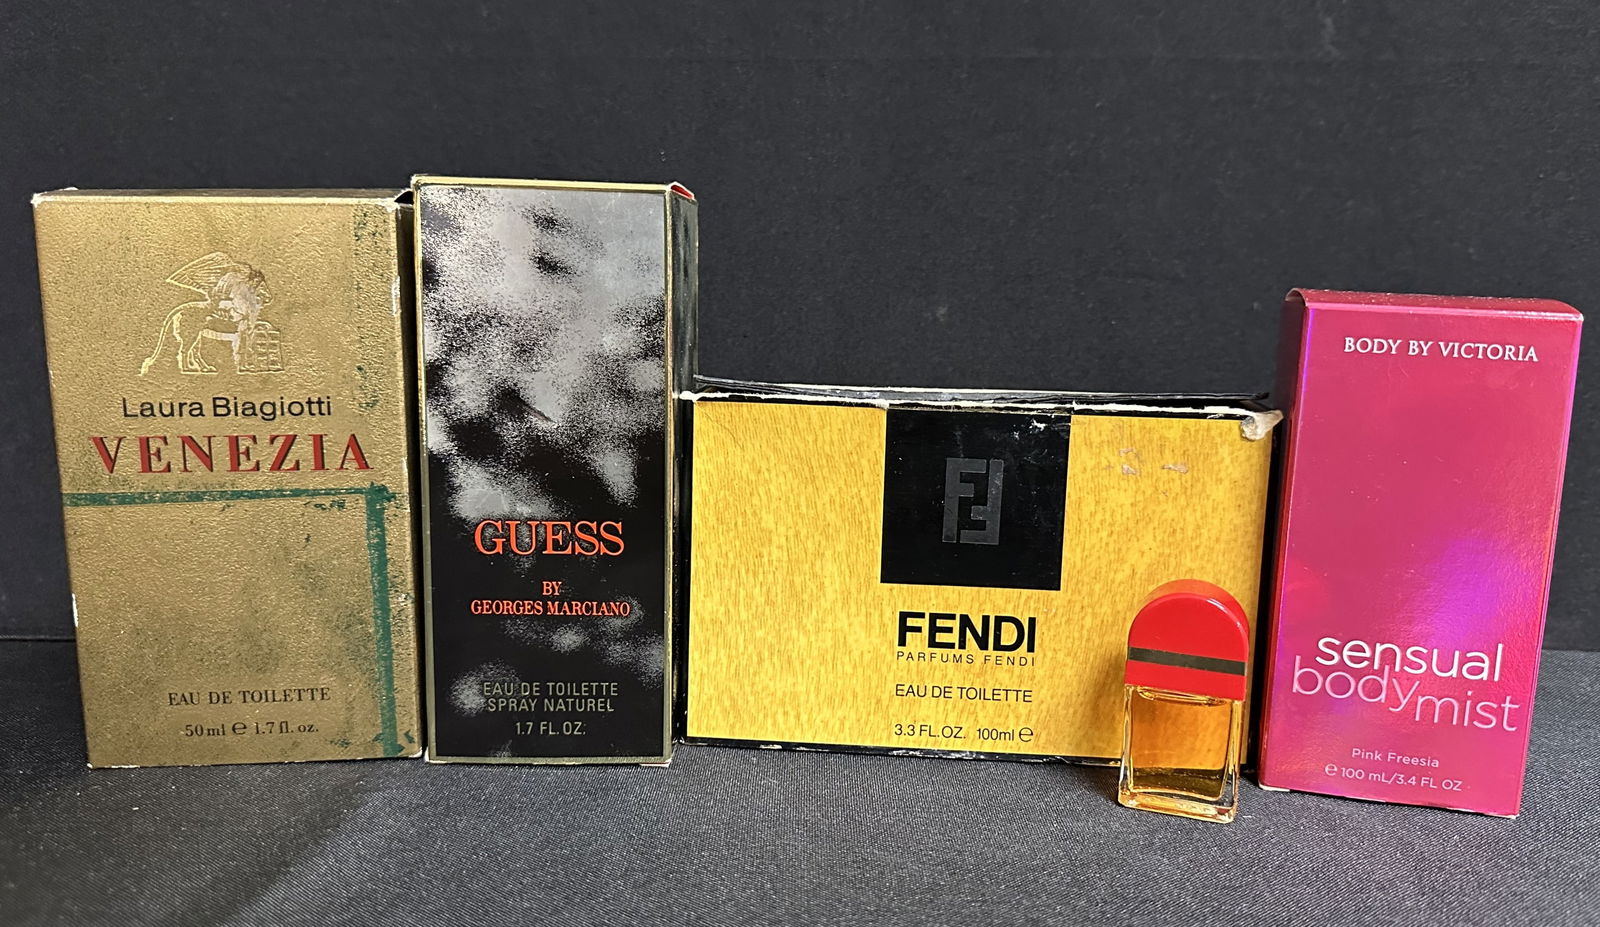 Laura Biagiotti
VENEZIA
EAU DE TOILETTE
50ml e 1.7 fl. oz.
GUESS
BY
GEORGES MARCIANO
EAU DE TOILETTE
SPRAY NATUREL
1.7 FL. OZ.
FENDI
PARFUMS FENDI
EAU DE TOILETTE
3.3 FL.OZ. 100ml e
BODY BY VICTORIA
sensual
bodymist
Pink Freesia
e 100 mL/3.4 FL OZ